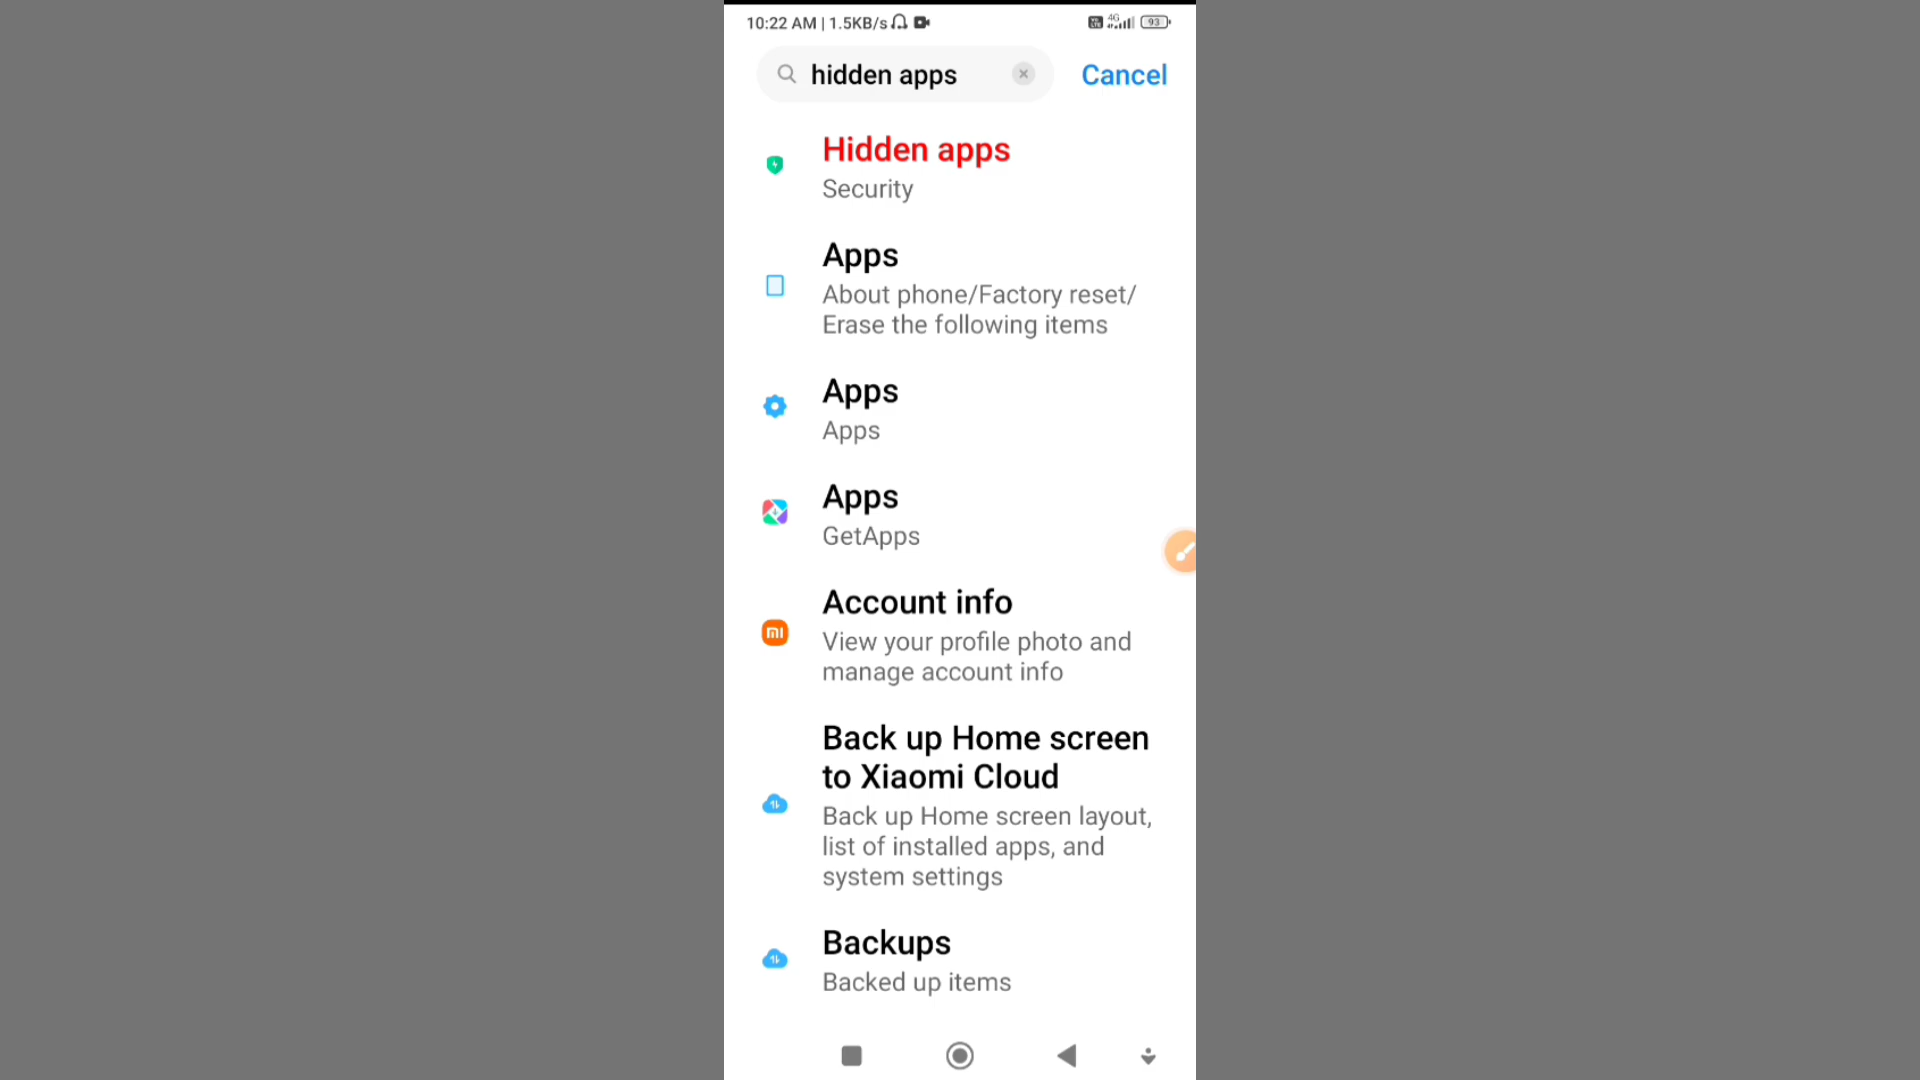 10:22 AM | 1.5KB/s 4G 93
hidden apps Cancel
Hidden apps
Security
Apps
About phone/Factory reset/
Erase the following items
Apps
Apps
Apps
GetApps
Account info
mi
View your profile photo and
manage account info
Back up Home screen
to Xiaomi Cloud
Back up Home screen layout,
list of installed apps, and
system settings
Backups
Backed up items